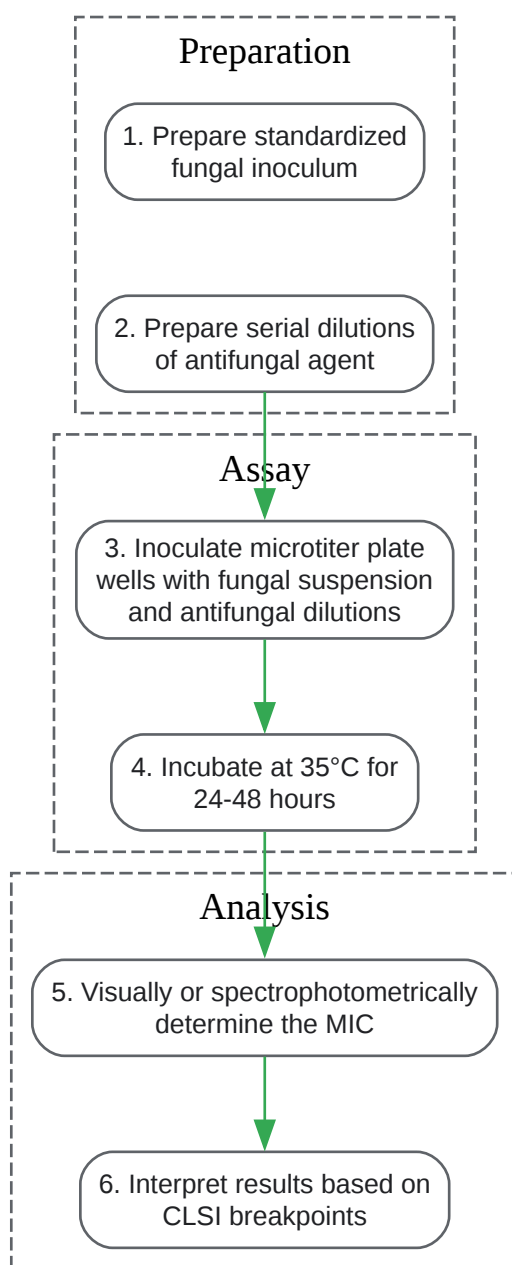 Preparation
1. Prepare standardized
fungal inoculum
2. Prepare serial dilutions
of antifungal agent
Assay
3. Inoculate microtiter plate
wells with fungal suspension
and antifungal dilutions
4. Incubate at 35°C for
24-48 hours
Analysis
5. Visually or spectrophotometrically
determine the MIC
6. Interpret results based on
CLSI breakpoints